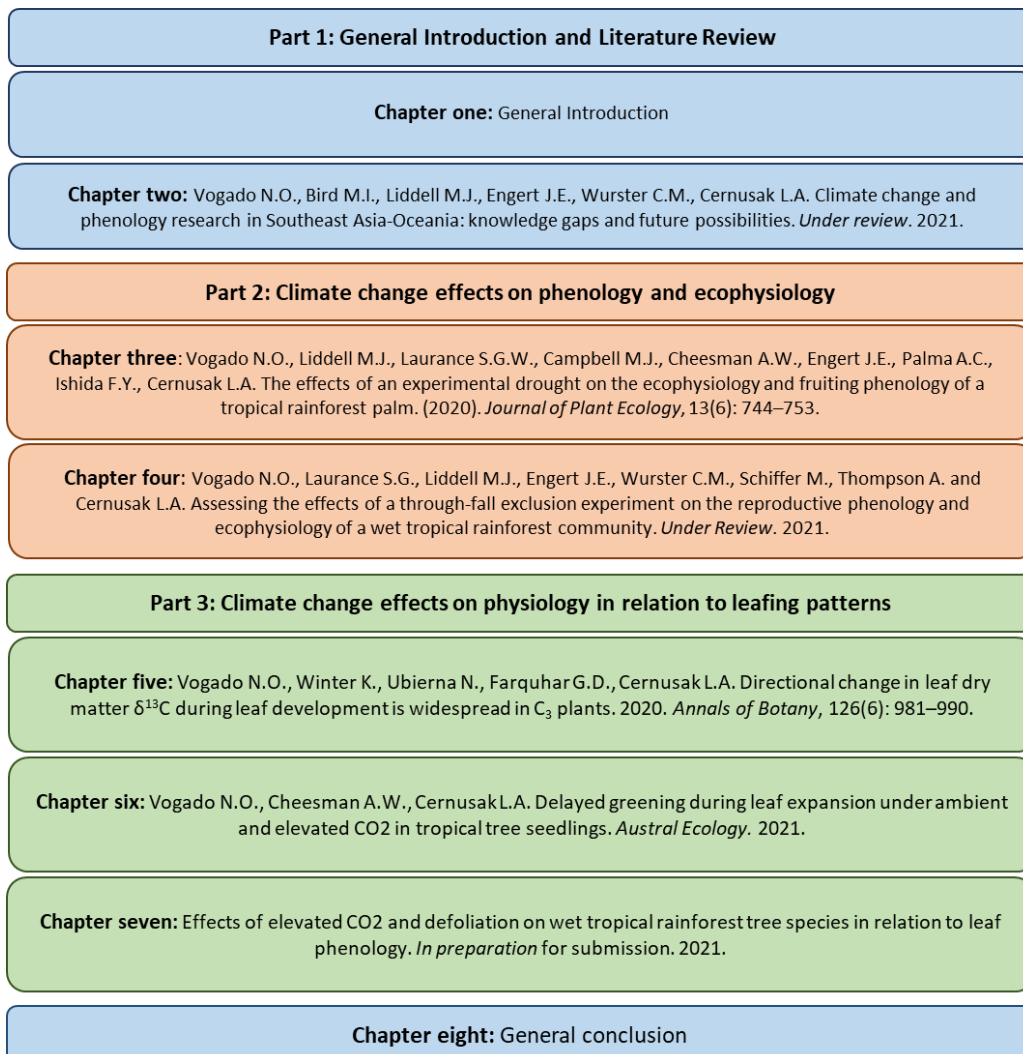 Part 1: General Introduction and Literature Review
Chapter one: General Introduction
Chapter two: Vogado N.O., Bird M.I., Liddell M.J., Engert J.E., Wurster C.M., Cernusak L.A. Climate change and
phenology research in Southeast Asia-Oceania: knowledge gaps and future possibilities. Under review. 2021.
Part 2: Climate change effects on phenology and ecophysiology
Chapter three: Vogado N.O., Liddell M.J., Laurance S.G.W., Campbell M.J., Cheesman A.W., Engert J.E., Palma A.C.,
Ishida F.Y., Cernusak L.A. The effects of an experimental drought on the ecophysiology and fruiting phenology of a
tropical rainforest palm. (2020). Journal of Plant Ecology, 13(6): 744–753.
Chapter four: Vogado N.O., Laurance S.G., Liddell M.J., Engert J.E., Wurster C.M., Schiffer M., Thompson A. and
Cernusak L.A. Assessing the effects of a through-fall exclusion experiment on the reproductive phenology and
ecophysiology of a wet tropical rainforest community. Under Review. 2021.
Part 3: Climate change effects on physiology in relation to leafing patterns
Chapter five: Vogado N.O., Winter K., Ubierna N., Farquhar G.D., Cernusak L.A. Directional change in leaf dry
matter δ¹³C during leaf development is widespread in C₃ plants. 2020. Annals of Botany, 126(6): 981–990.
Chapter six: Vogado N.O., Cheesman A.W., Cernusak L.A. Delayed greening during leaf expansion under ambient
and elevated CO2 in tropical tree seedlings. Austral Ecology. 2021.
Chapter seven: Effects of elevated CO2 and defoliation on wet tropical rainforest tree species in relation to leaf
phenology. In preparation for submission. 2021.
Chapter eight: General conclusion